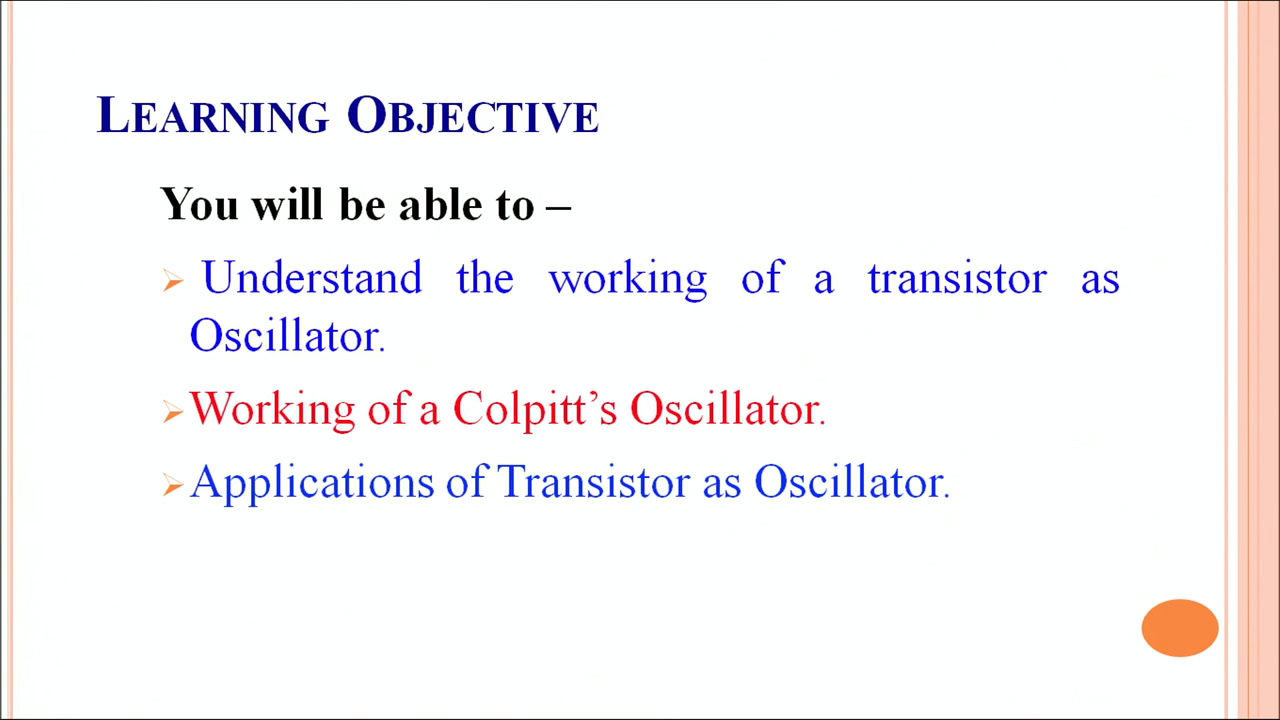 LEARNING OBJECTIVE
You will be able to –
Understand the working of a transistor as
Oscillator.
Working of a Colpitt’s Oscillator.
Applications of Transistor as Oscillator.